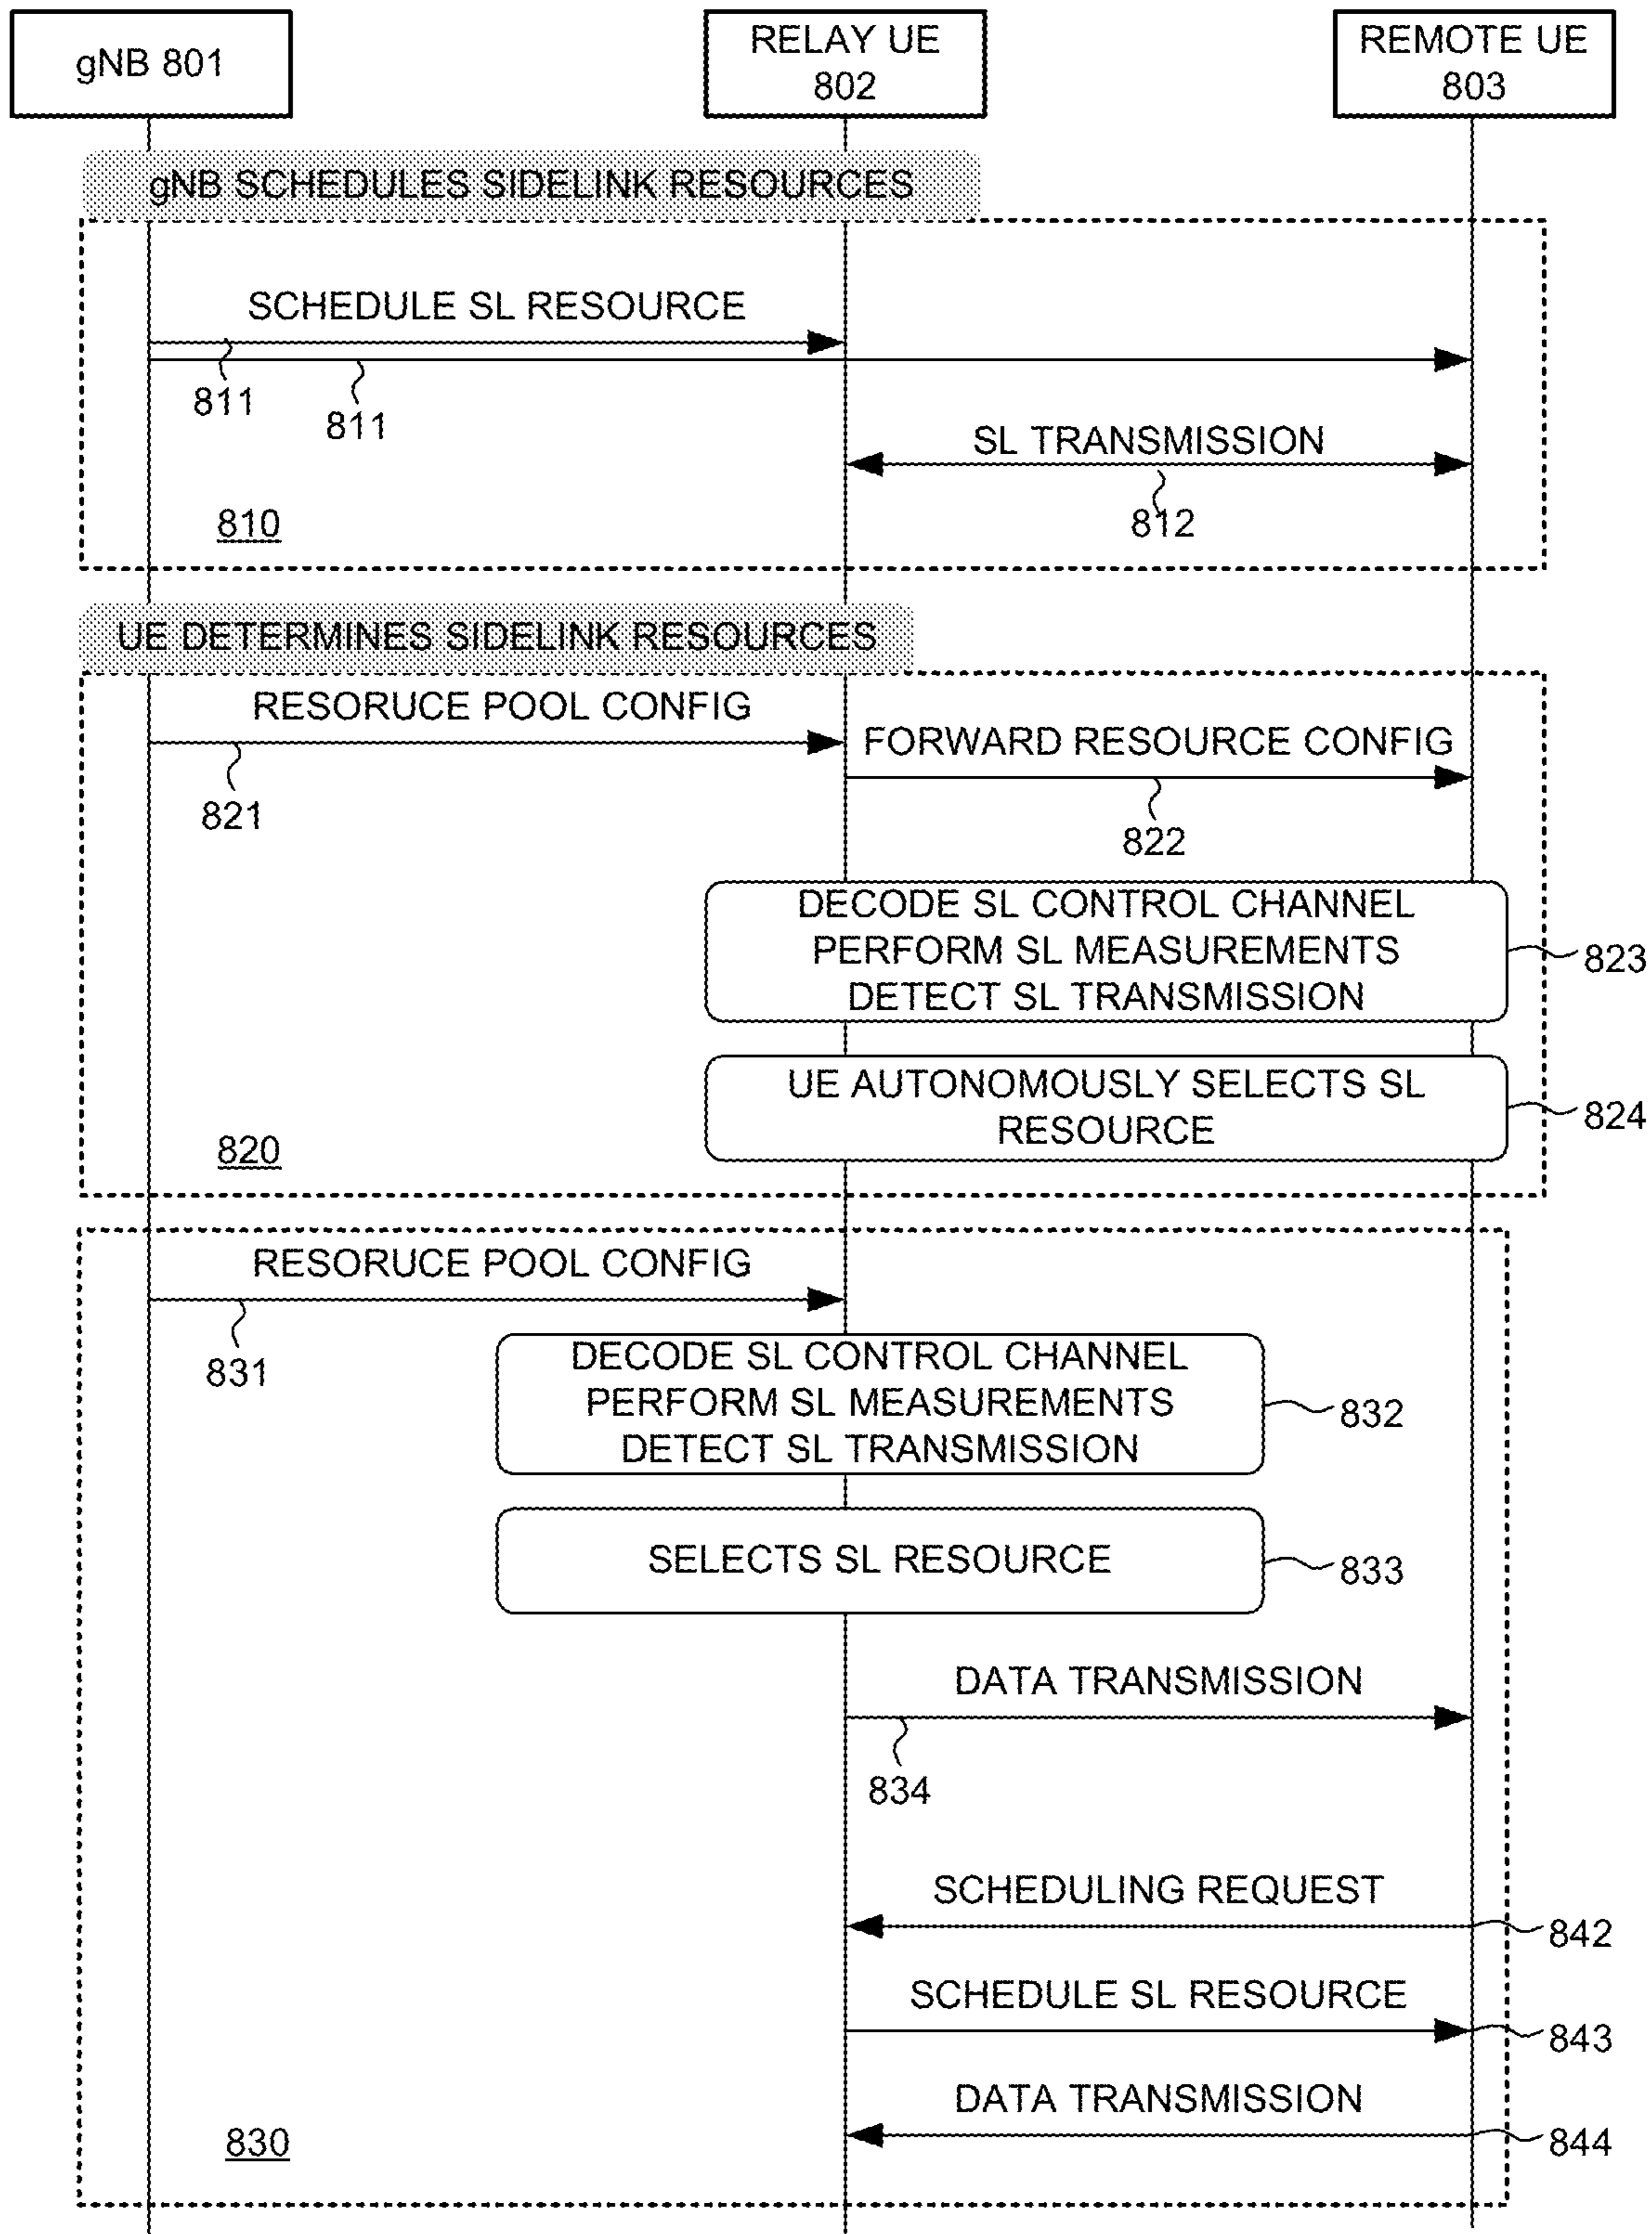 gNB 801
RELAY UE
802
REMOTE UE
803
gNB SCHEDULES SIDELINK RESOURCES
SCHEDULE SL RESOURCE
811
811
SL TRANSMISSION
812
810
UE DETERMINES SIDELINK RESOURCES
RESORUCE POOL CONFIG
FORWARD RESOURCE CONFIG
821
822
DECODE SL CONTROL CHANNEL
PERFORM SL MEASUREMENTS
DETECT SL TRANSMISSION
823
UE AUTONOMOUSLY SELECTS SL
RESOURCE
824
820
RESORUCE POOL CONFIG
831
DECODE SL CONTROL CHANNEL
PERFORM SL MEASUREMENTS
DETECT SL TRANSMISSION
832
SELECTS SL RESOURCE
833
DATA TRANSMISSION
834
SCHEDULING REQUEST
842
SCHEDULE SL RESOURCE
843
DATA TRANSMISSION
844
830